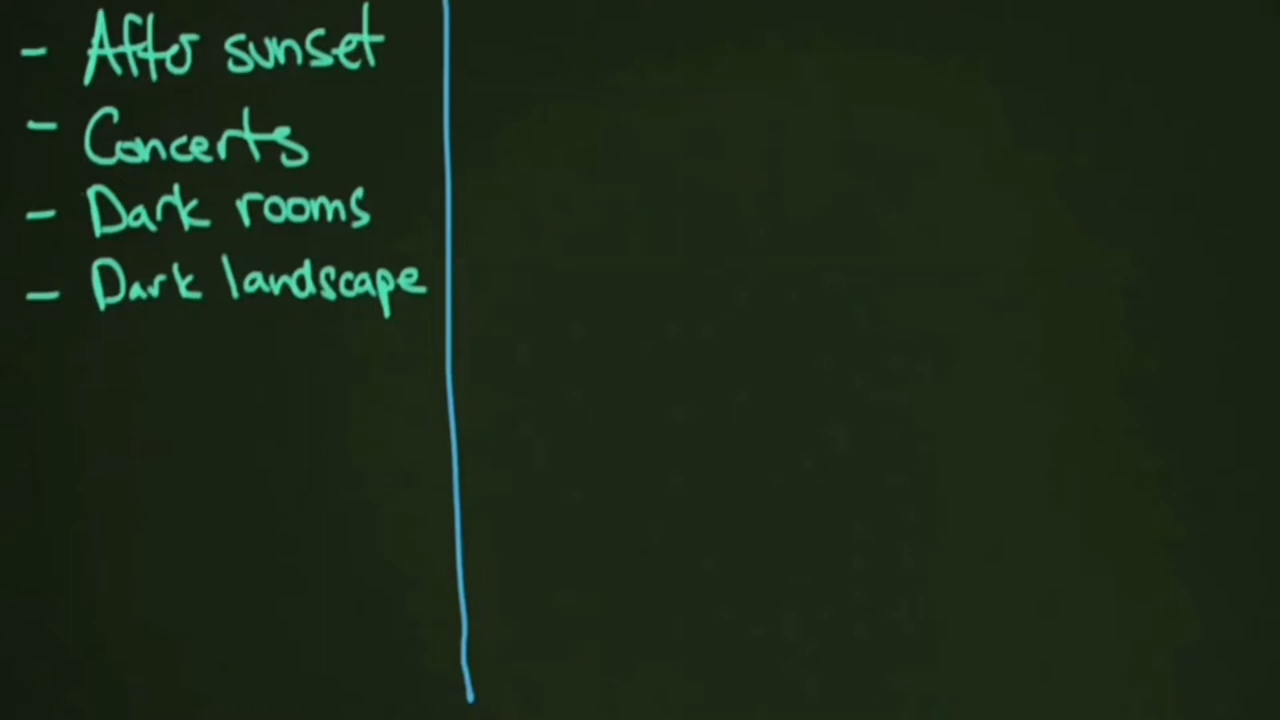 - After sunset
- Concerts
- Dark rooms
- Dark landscape